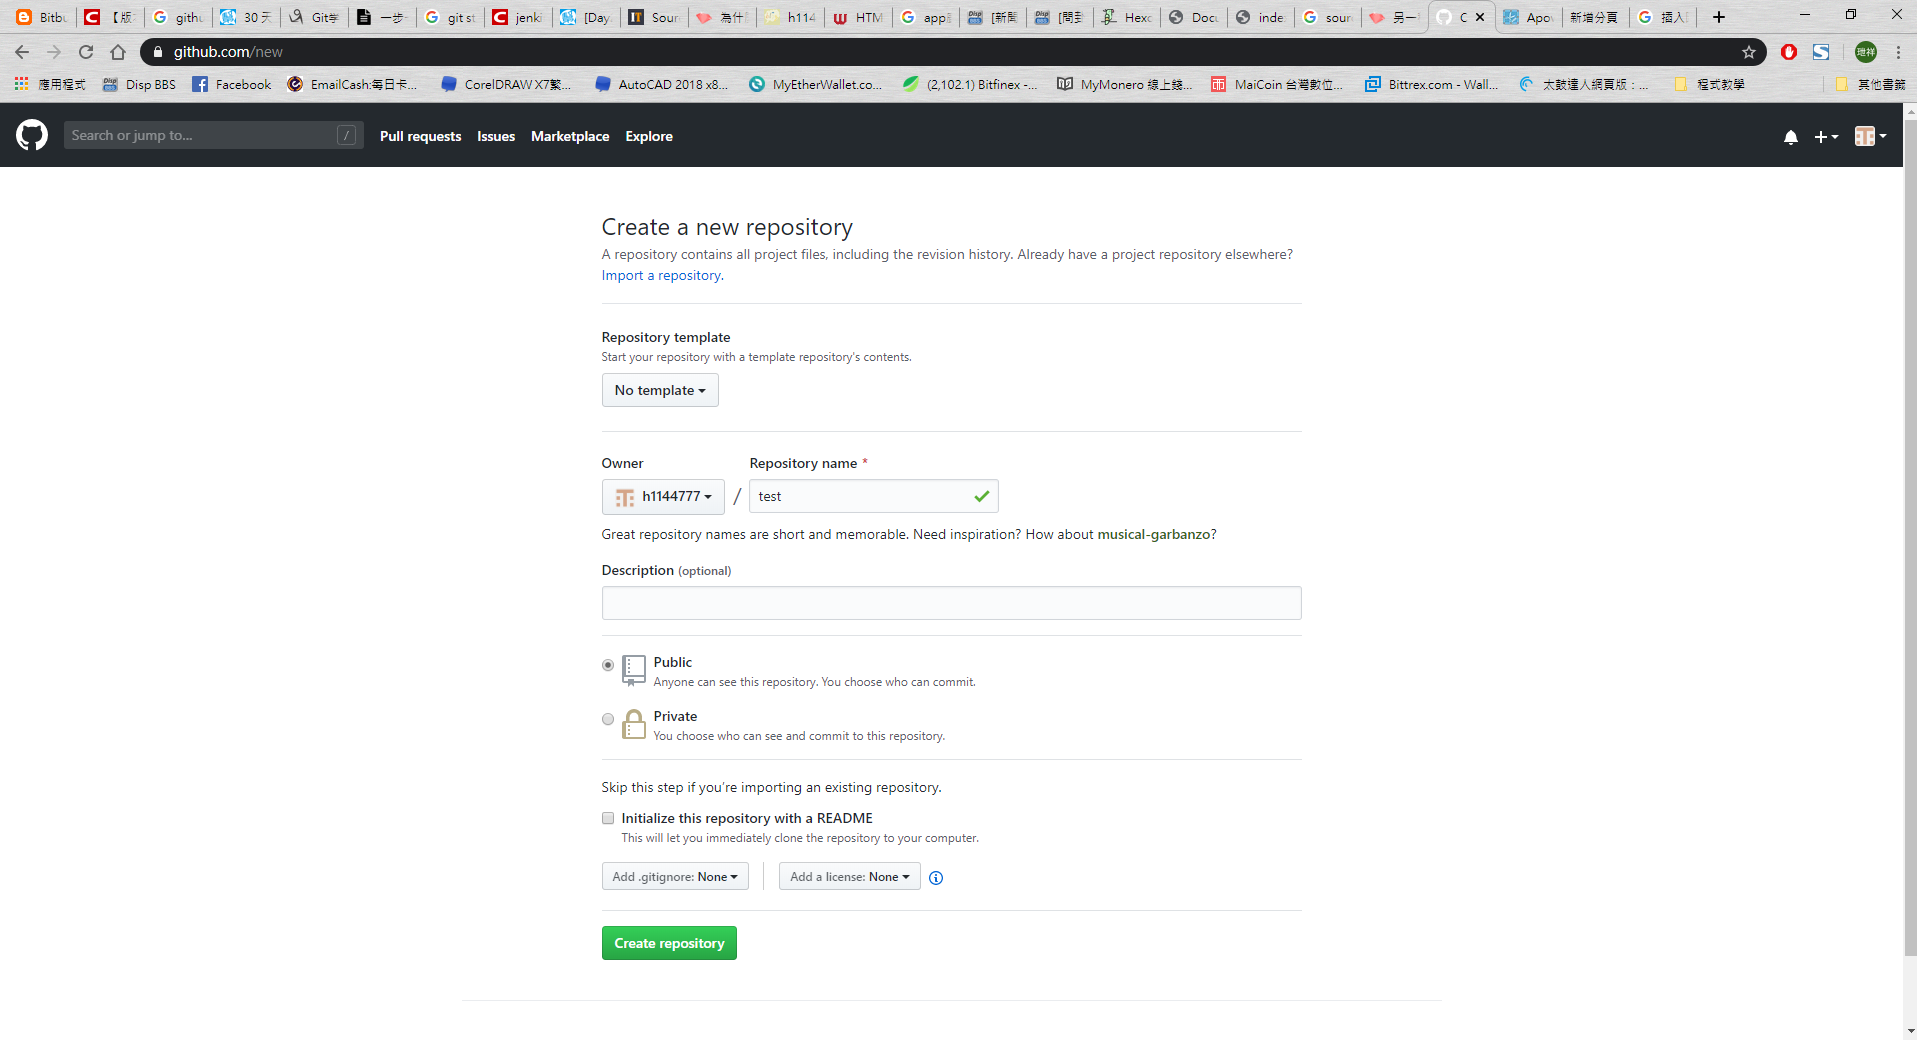 Bitbu
【版
githu
30 天
Git學
一步
git st
jenki
[Day
Sour
為什
h114
HTM
app
[新聞
[問卦
Hexo
Docu
inde
sour
另一
C
Apov
新增分頁
插入
github.com/new
應用程式
Disp BBS
Facebook
EmailCash:每日卡...
CorelDRAW X7繁...
AutoCAD 2018 x8...
MyEtherWallet.co...
(2,102.1) Bitfinex -...
MyMonero 線上錢...
MaiCoin 台灣數位...
Bittrex.com - Wall...
太鼓達人網頁版：...
程式教學
其他書籤
Search or jump to...
/
Pull requests
Issues
Marketplace
Explore
Create a new repository
A repository contains all project files, including the revision history. Already have a project repository elsewhere?
Import a repository.
Repository template
Start your repository with a template repository's contents.
No template
Owner
Repository name *
h1144777
/
test
Great repository names are short and memorable. Need inspiration? How about musical-garbanzo?
Description (optional)
Public
Anyone can see this repository. You choose who can commit.
Private
You choose who can see and commit to this repository.
Skip this step if you're importing an existing repository.
Initialize this repository with a README
This will let you immediately clone the repository to your computer.
Add .gitignore: None
Add a license: None
Create repository